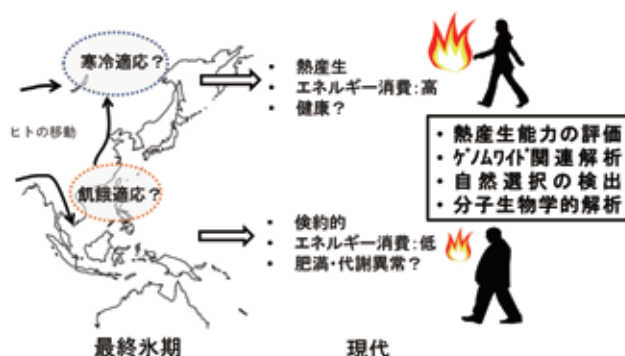 寒冷適応？
ヒトの移動
飢餓適応？
最終氷期
・ 熱産生
・ エネルギー消費：高
・ 健康？
・ 倹約的
・ エネルギー消費：低
・ 肥満・代謝異常？
現代
・ 熱産生能力の評価
・ ｹﾞﾉﾑﾜｲﾄﾞ関連解析
・ 自然選択の検出
・ 分子生物学的解析